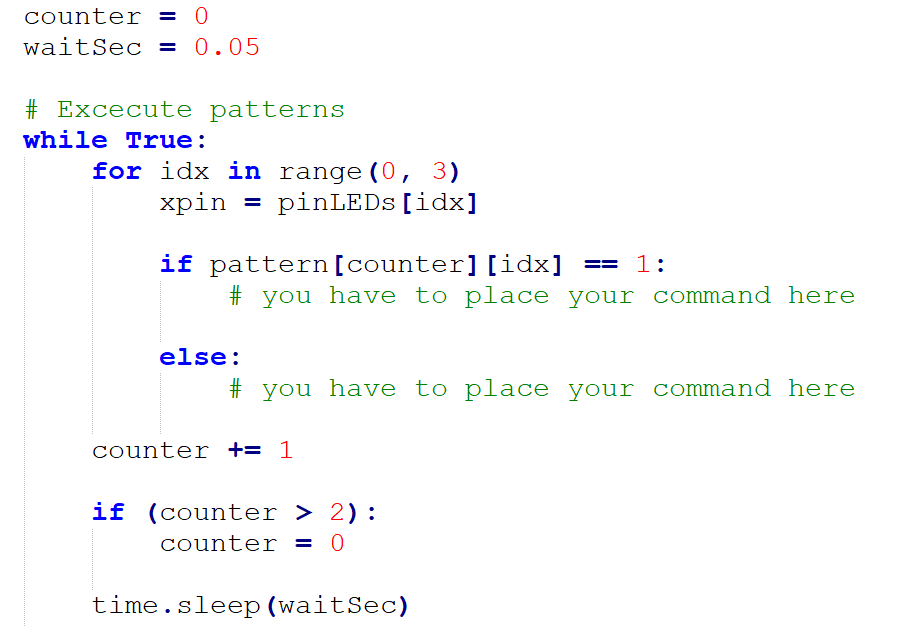 counter = 0
waitSec = 0.05
# Excecute patterns
while True:
for idx in range(0, 3)
xpin = pinLEDs[idx]
if pattern[counter][idx] == 1:
# you have to place your command here
else:
# you have to place your command here
counter += 1
if (counter > 2):
counter = 0
time.sleep(waitSec)